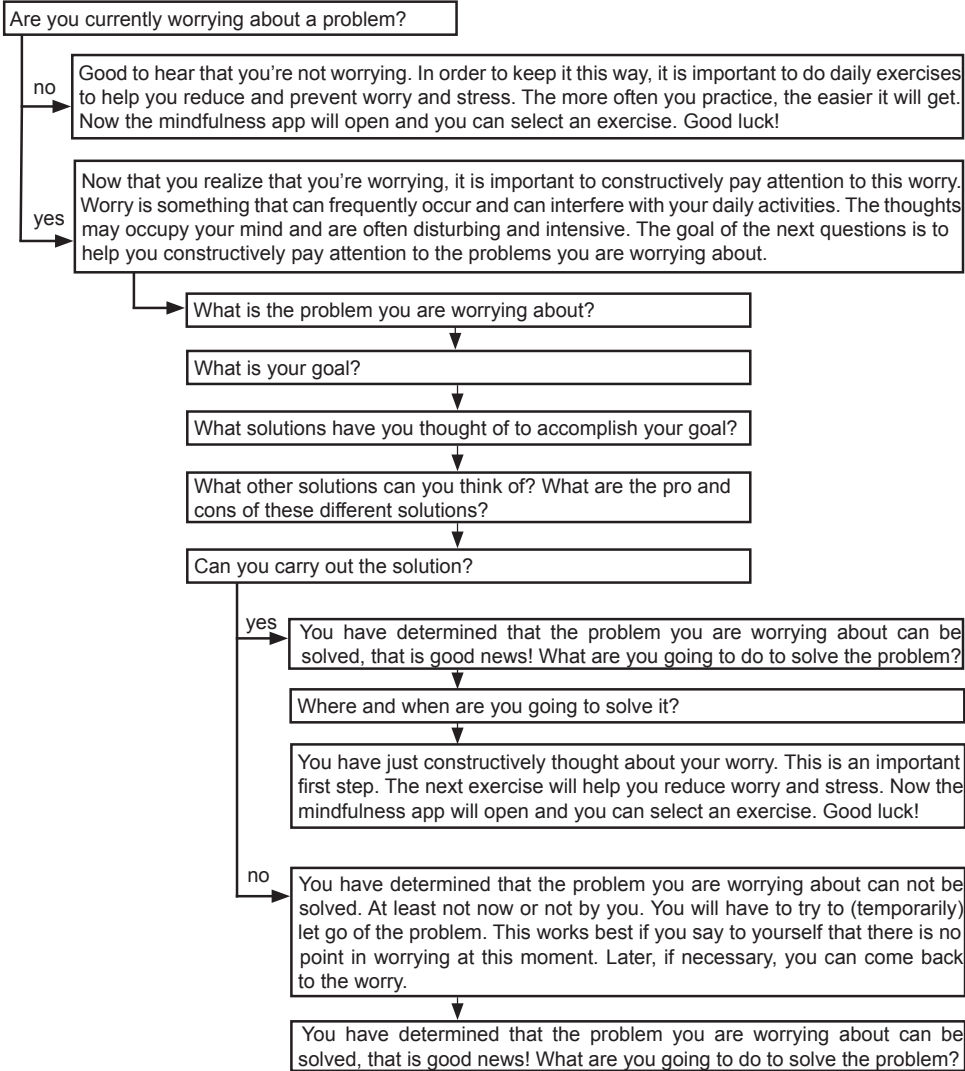 Are you currently worrying about a problem?
no
Good to hear that you're not worrying. In order to keep it this way, it is important to do daily exercises
to help you reduce and prevent worry and stress. The more often you practice, the easier it will get.
Now the mindfulness app will open and you can select an exercise. Good luck!
yes
Now that you realize that you're worrying, it is important to constructively pay attention to this worry.
Worry is something that can frequently occur and can interfere with your daily activities. The thoughts
may occupy your mind and are often disturbing and intensive. The goal of the next questions is to
help you constructively pay attention to the problems you are worrying about.
What is the problem you are worrying about?
What is your goal?
What solutions have you thought of to accomplish your goal?
What other solutions can you think of? What are the pro and
cons of these different solutions?
Can you carry out the solution?
yes
You have determined that the problem you are worrying about can be
solved, that is good news! What are you going to do to solve the problem?
Where and when are you going to solve it?
You have just constructively thought about your worry. This is an important
first step. The next exercise will help you reduce worry and stress. Now the
mindfulness app will open and you can select an exercise. Good luck!
no
You have determined that the problem you are worrying about can not be
solved. At least not now or not by you. You will have to try to (temporarily)
let go of the problem. This works best if you say to yourself that there is no
point in worrying at this moment. Later, if necessary, you can come back
to the worry.
You have determined that the problem you are worrying about can be
solved, that is good news! What are you going to do to solve the problem?